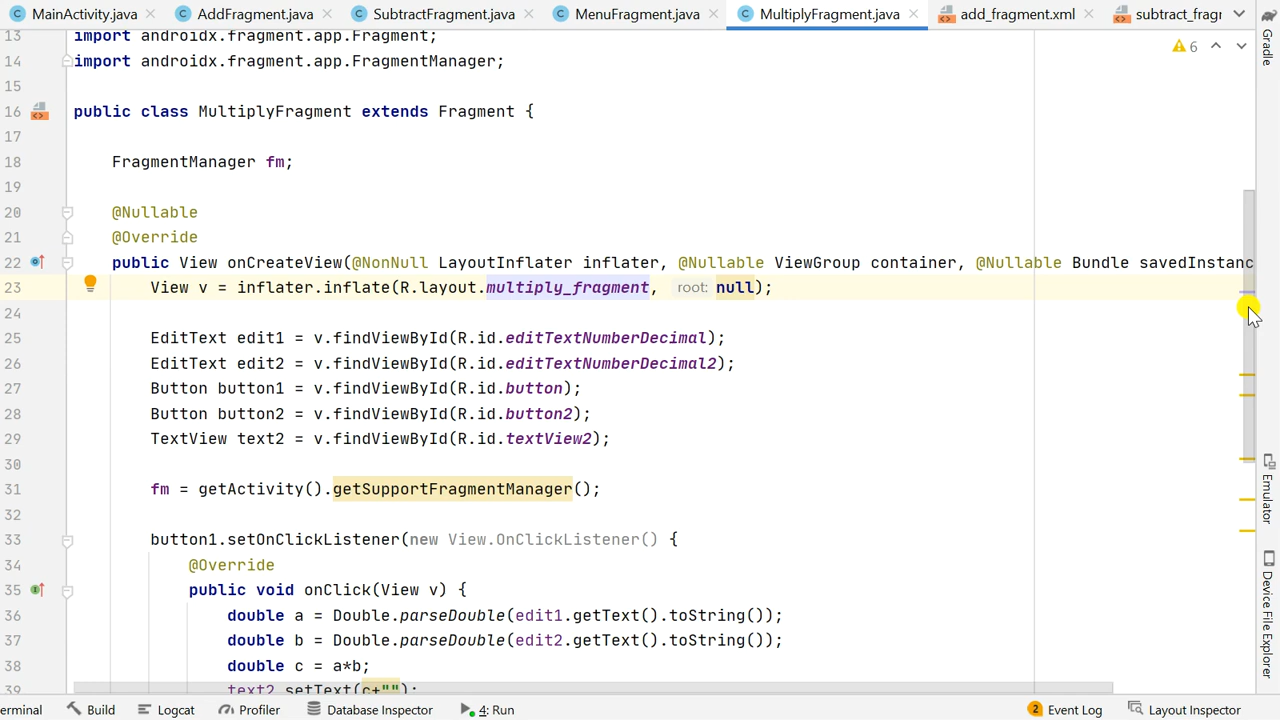 MainActivity.java AddFragment.java SubtractFragment.java MenuFragment.java MultiplyFragment.java add_fragment.xml subtract_fragr
13 import androidx.fragment.app.Fragment;
14 import androidx.fragment.app.FragmentManager;
15
16 public class MultiplyFragment extends Fragment {
17
18 FragmentManager fm;
19
20 @Nullable
21 @Override
22 public View onCreateView(@NonNull LayoutInflater inflater, @Nullable ViewGroup container, @Nullable Bundle savedInstanc
23 View v = inflater.inflate(R.layout.multiply_fragment, root: null);
24
25 EditText edit1 = v.findViewById(R.id.editTextNumberDecimal);
26 EditText edit2 = v.findViewById(R.id.editTextNumberDecimal2);
27 Button button1 = v.findViewById(R.id.button);
28 Button button2 = v.findViewById(R.id.button2);
29 TextView text2 = v.findViewById(R.id.textView2);
30
31 fm = getActivity().getSupportFragmentManager();
32
33 button1.setOnClickListener(new View.OnClickListener() {
34 @Override
35 public void onClick(View v) {
36 double a = Double.parseDouble(edit1.getText().toString());
37 double b = Double.parseDouble(edit2.getText().toString());
38 double c = a*b;
39 text2.setText(c+"");
6
Gradle
Emulator
Device File Explorer
erminal Build Logcat Profiler Database Inspector 4: Run 2 Event Log Layout Inspector